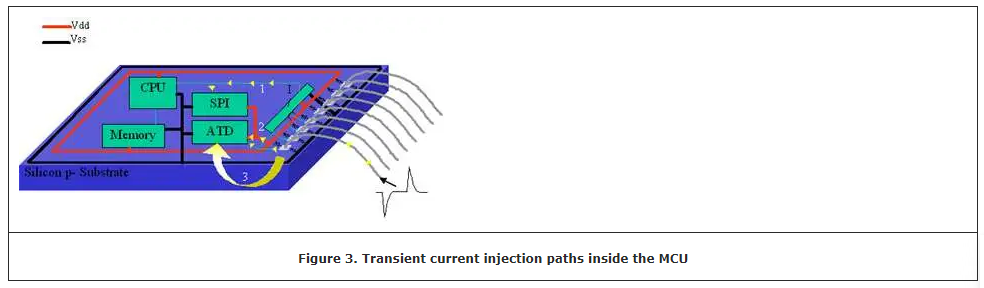 Vdd
Vss
CPU
1
I
SPI
2
ATD
Memory
3
Silicon p- Substrate
Figure 3. Transient current injection paths inside the MCU